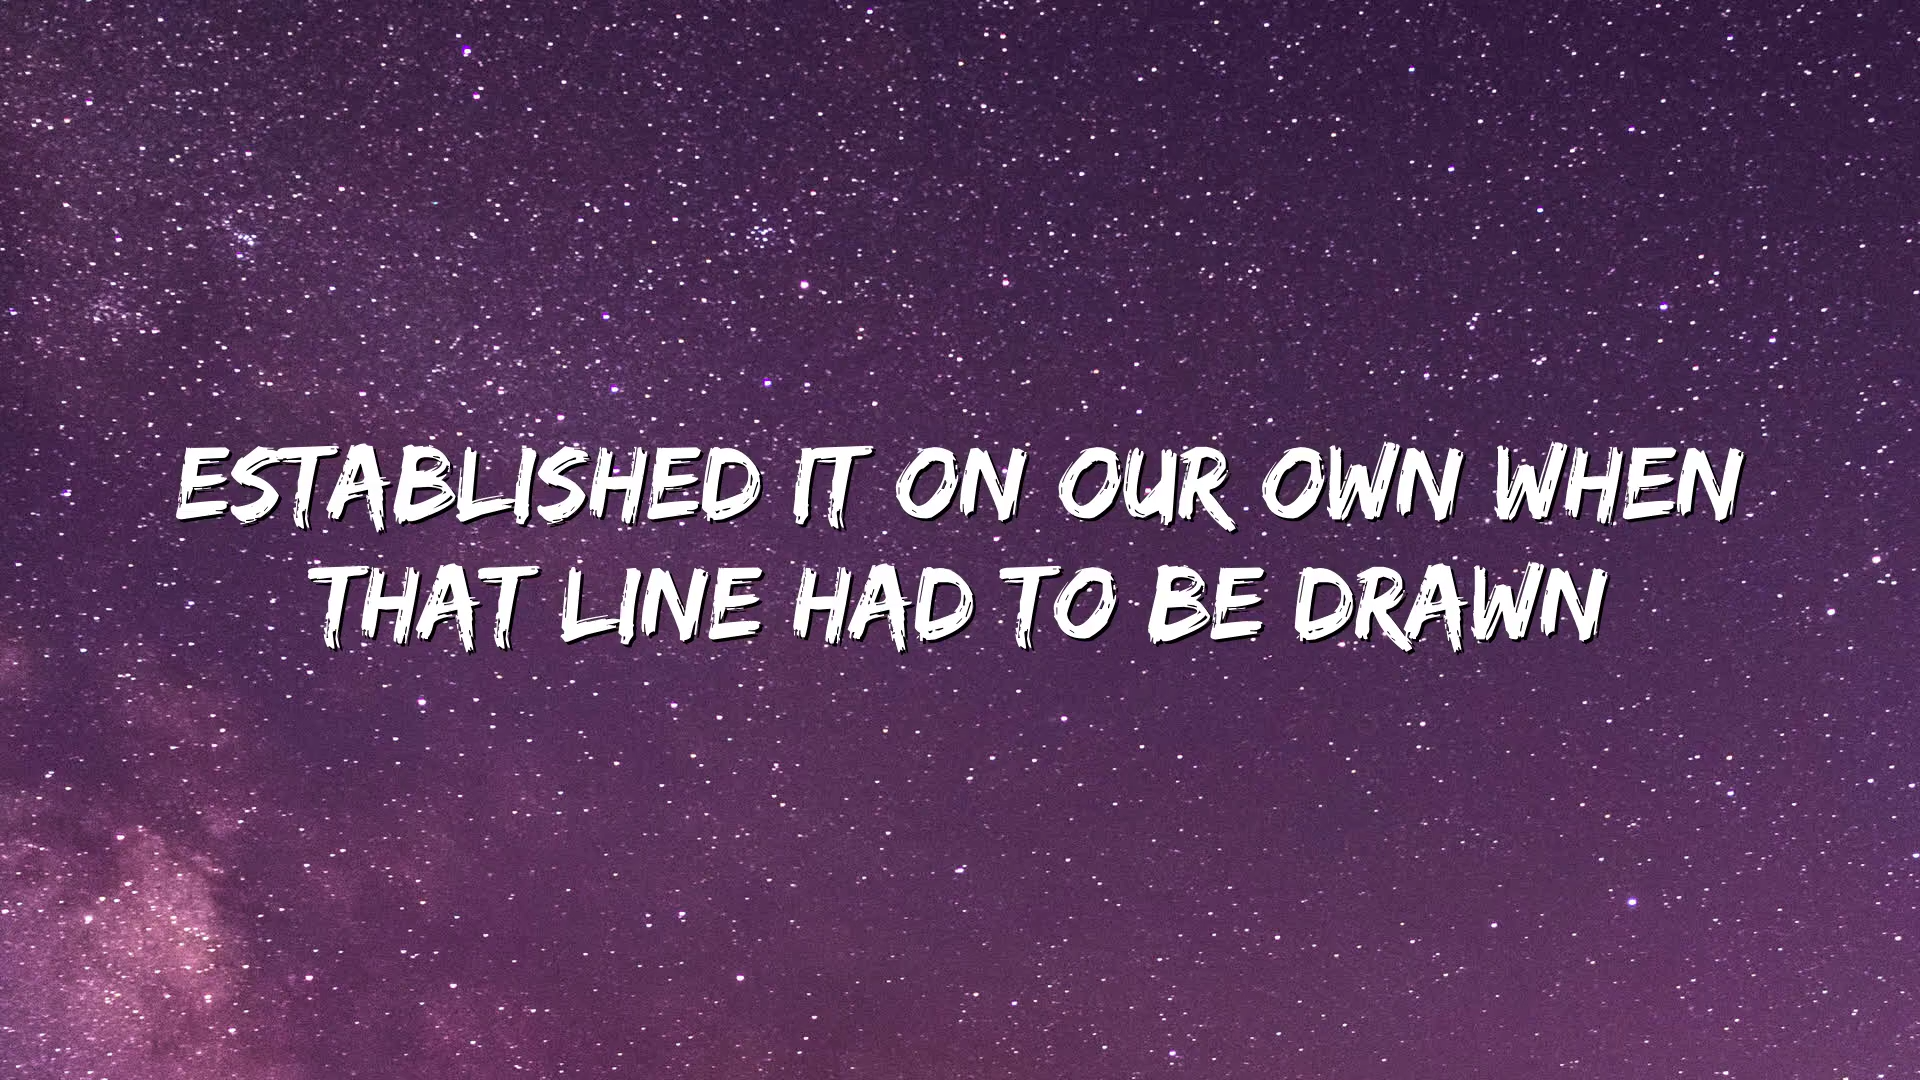 ESTABLISHED IT ON OUR OWN WHEN
THAT LINE HAD TO BE DRAWN